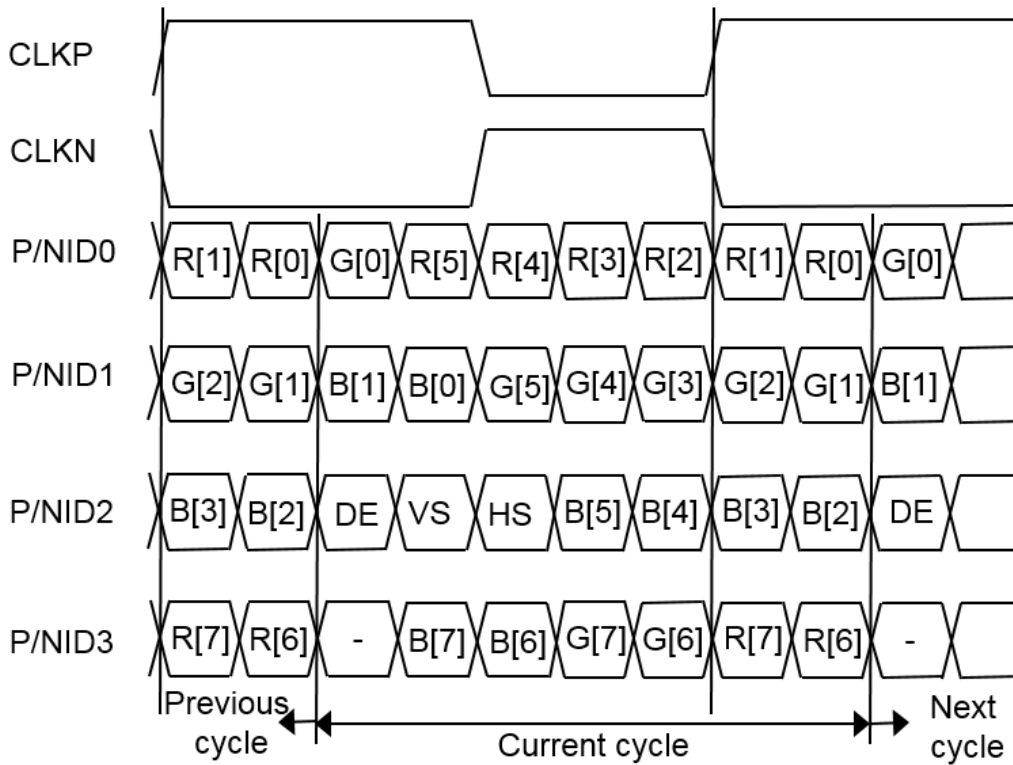 CLKP
CLKN
P/NID0 R[1] R[0] G[0] R[5] R[4] R[3] R[2] R[1] R[0] G[0]
P/NID1 G[2] G[1] B[1] B[0] G[5] G[4] G[3] G[2] G[1] B[1]
P/NID2 B[3] B[2] DE VS HS B[5] B[4] B[3] B[2] DE
P/NID3 R[7] R[6] - B[7] B[6] G[7] G[6] R[7] R[6] -
Previous
cycle
Current cycle
Next
cycle